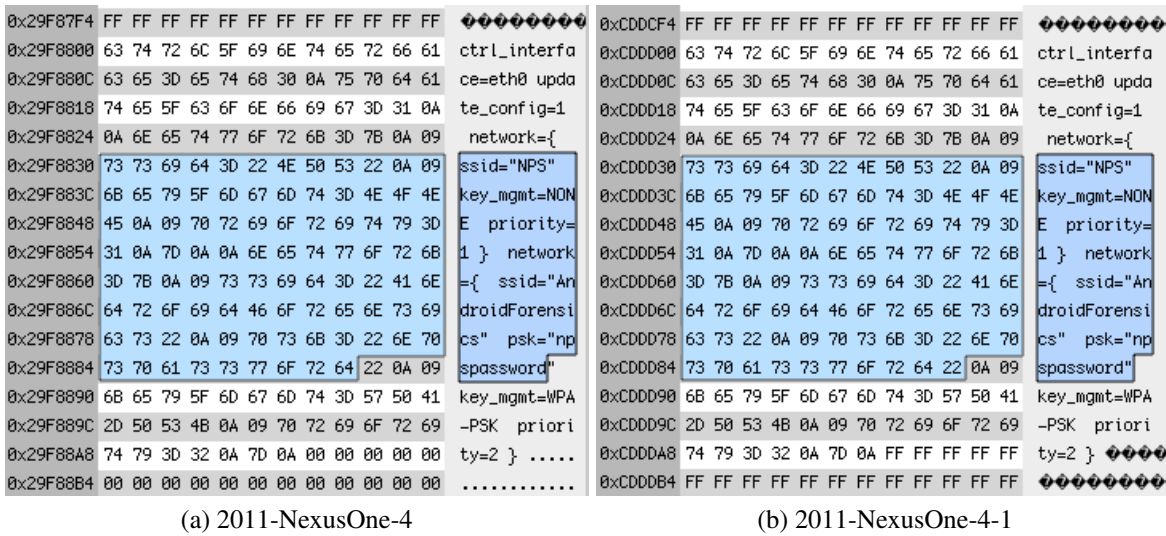 0x29F87F4 FF FF FF FF FF FF FF FF FF FF FF FF ���������
0x29F8800 63 74 72 6C 5F 69 6E 74 65 72 66 61 ctrl_interfa
0x29F880C 63 65 3D 65 74 68 30 0A 75 70 64 61 ce=eth0 upda
0x29F8818 74 65 5F 63 6F 6E 66 69 67 3D 31 0A te_config=1
0x29F8824 0A 6E 65 74 77 6F 72 6B 3D 7B 0A 09 network={
0x29F8830 73 73 69 64 3D 22 4E 50 53 22 0A 09 ssid="NPS"
0x29F883C 6B 65 79 5F 6D 67 6D 74 3D 4E 4F 4E key_mgmt=NON
0x29F8848 45 0A 09 70 72 69 6F 72 69 74 79 3D E priority=
0x29F8854 31 0A 7D 0A 0A 6E 65 74 77 6F 72 6B 1 } network
0x29F8860 3D 7B 0A 09 73 73 69 64 3D 22 41 6E ={ ssid="An
0x29F886C 64 72 6F 69 64 46 6F 72 65 6E 73 69 droidForensi
0x29F8878 63 73 22 0A 09 70 73 6B 3D 22 6E 70 cs" psk="np
0x29F8884 73 70 61 73 73 77 6F 72 64 22 0A 09 spassword"
0x29F8890 6B 65 79 5F 6D 67 6D 74 3D 57 50 41 key_mgmt=WPA
0x29F889C 2D 50 53 4B 0A 09 70 72 69 6F 72 69 -PSK priori
0x29F88A8 74 79 3D 32 0A 7D 0A 00 00 00 00 00 ty=2 } .....
0x29F88B4 00 00 00 00 00 00 00 00 00 00 00 00 ............
(a) 2011-NexusOne-4
0xCDDCF4 FF FF FF FF FF FF FF FF FF FF FF FF ��������
0xCDDD00 63 74 72 6C 5F 69 6E 74 65 72 66 61 ctrl_interfa
0xCDDD0C 63 65 3D 65 74 68 30 0A 75 70 64 61 ce=eth0 upda
0xCDDD18 74 65 5F 63 6F 6E 66 69 67 3D 31 0A te_config=1
0xCDDD24 0A 6E 65 74 77 6F 72 6B 3D 7B 0A 09 network={
0xCDDD30 73 73 69 64 3D 22 4E 50 53 22 0A 09 ssid="NPS"
0xCDDD3C 6B 65 79 5F 6D 67 6D 74 3D 4E 4F 4E key_mgmt=NON
0xCDDD48 45 0A 09 70 72 69 6F 72 69 74 79 3D E priority=
0xCDDD54 31 0A 7D 0A 0A 6E 65 74 77 6F 72 6B 1 } network
0xCDDD60 3D 7B 0A 09 73 73 69 64 3D 22 41 6E ={ ssid="An
0xCDDD6C 64 72 6F 69 64 46 6F 72 65 6E 73 69 droidForensi
0xCDDD78 63 73 22 0A 09 70 73 6B 3D 22 6E 70 cs" psk="np
0xCDDD84 73 70 61 73 73 77 6F 72 64 22 0A 09 spassword"
0xCDDD90 6B 65 79 5F 6D 67 6D 74 3D 57 50 41 key_mgmt=WPA
0xCDDD9C 2D 50 53 4B 0A 09 70 72 69 6F 72 69 -PSK priori
0xCDDDA8 74 79 3D 32 0A 7D 0A FF FF FF FF FF ty=2 } ����
0xCDDDB4 FF FF FF FF FF FF FF FF FF FF FF FF ��������
(b) 2011-NexusOne-4-1